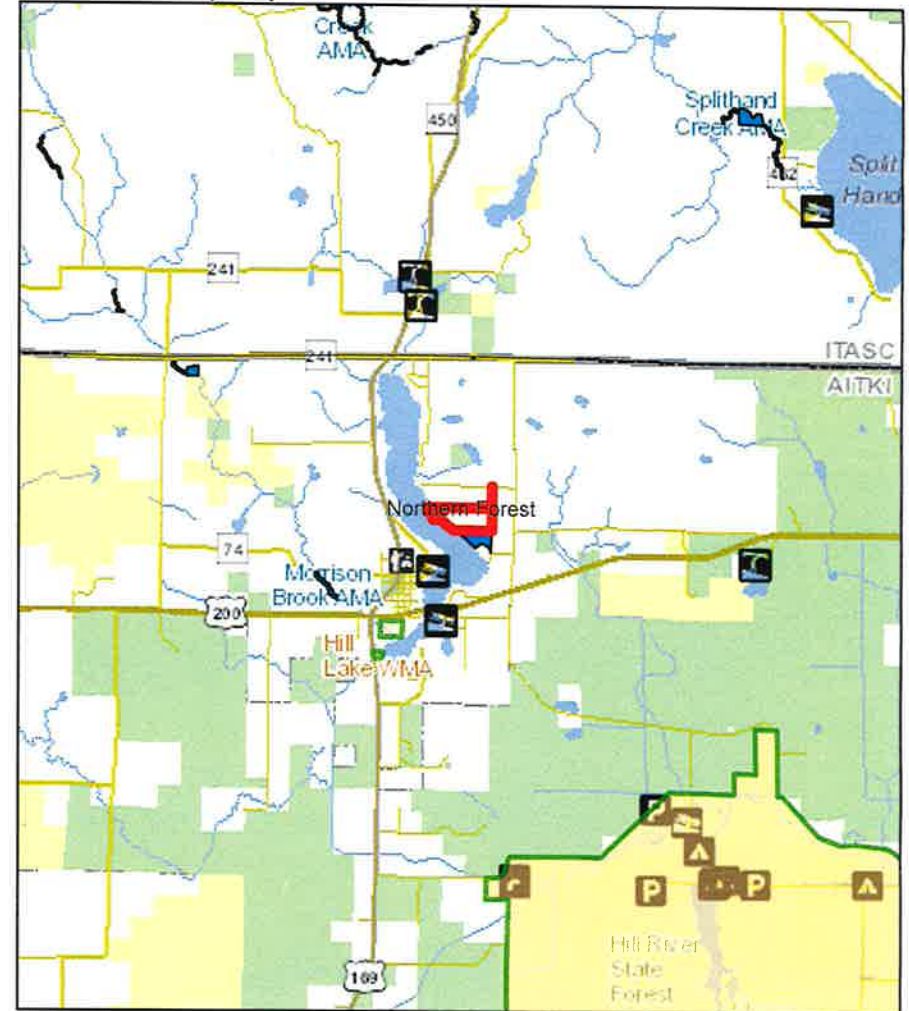 Creek
AMA
450
Splithand
Creek AMA
Split
Hand
241
241
ITASC
AITKI
Northern Forest
74
Morrison
Brook AMA
200
Hill
Lake WMA
P
P
P
Hill River
State
Forest
169